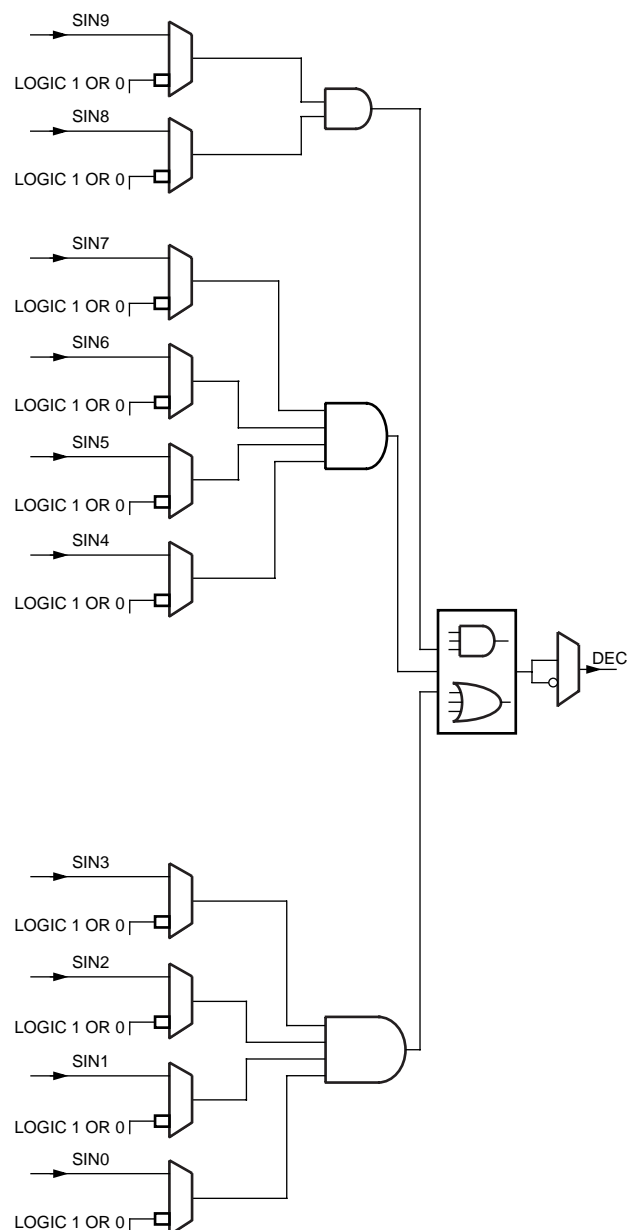 SIN9
LOGIC 1 OR 0
SIN8
LOGIC 1 OR 0
SIN7
LOGIC 1 OR 0
SIN6
LOGIC 1 OR 0
SIN5
LOGIC 1 OR 0
SIN4
LOGIC 1 OR 0
DEC
SIN3
LOGIC 1 OR 0
SIN2
LOGIC 1 OR 0
SIN1
LOGIC 1 OR 0
SIN0
LOGIC 1 OR 0